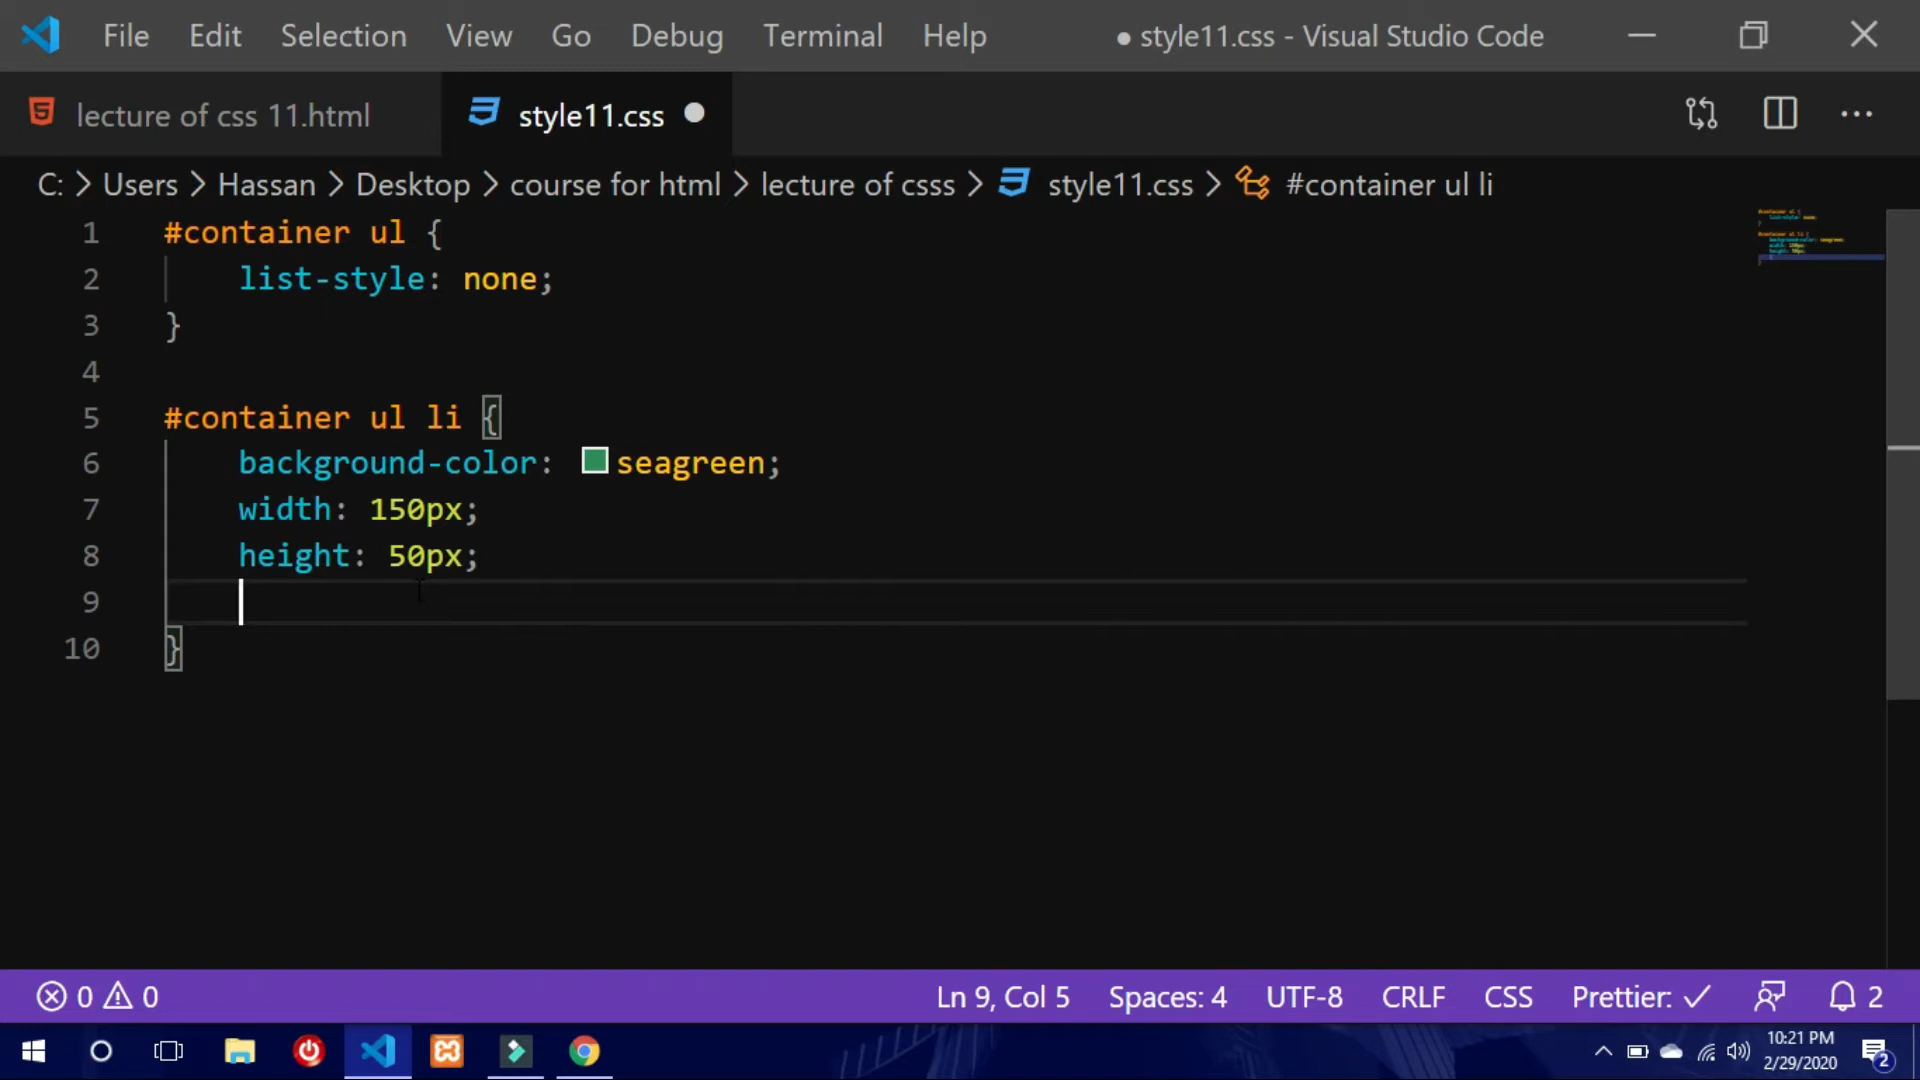 File Edit Selection View Go Debug Terminal Help ● style11.css - Visual Studio Code
lecture of css 11.html style11.css
C: > Users > Hassan > Desktop > course for html > lecture of csss > style11.css > #container ul li
1 #container ul {
2 list-style: none;
3 }
4
5 #container ul li {
6 background-color: seagreen;
7 width: 150px;
8 height: 50px;
9
10 }
0 0 Ln 9, Col 5 Spaces: 4 UTF-8 CRLF CSS Prettier: ✓ 2
10:21 PM
2/29/2020
2